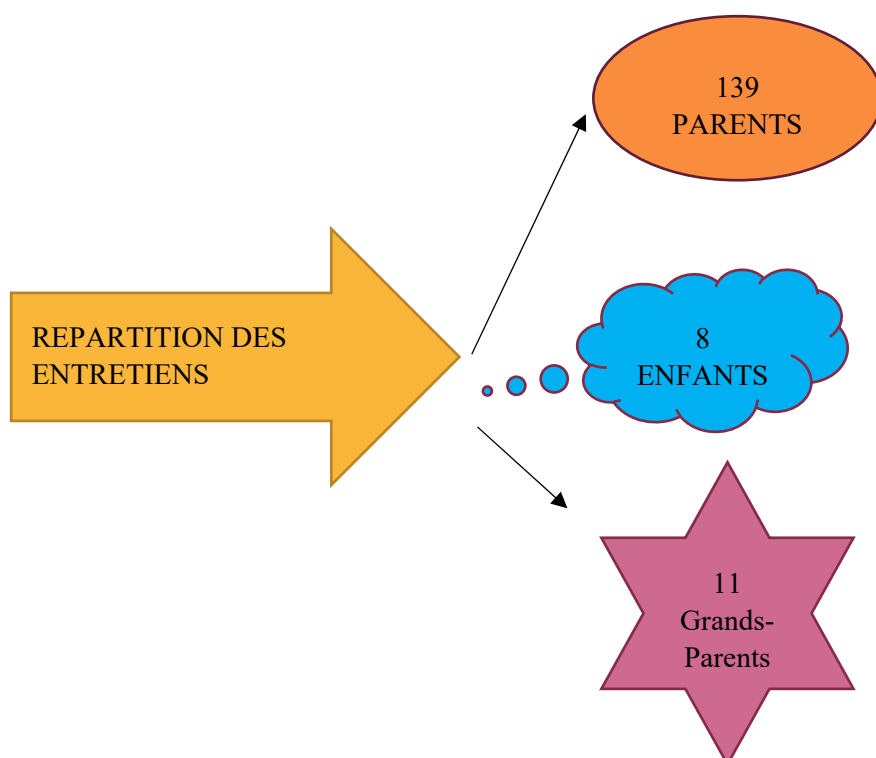 REPARTITION DES
ENTRETIENS
139
PARENTS
8
ENFANTS
11
Grands-
Parents